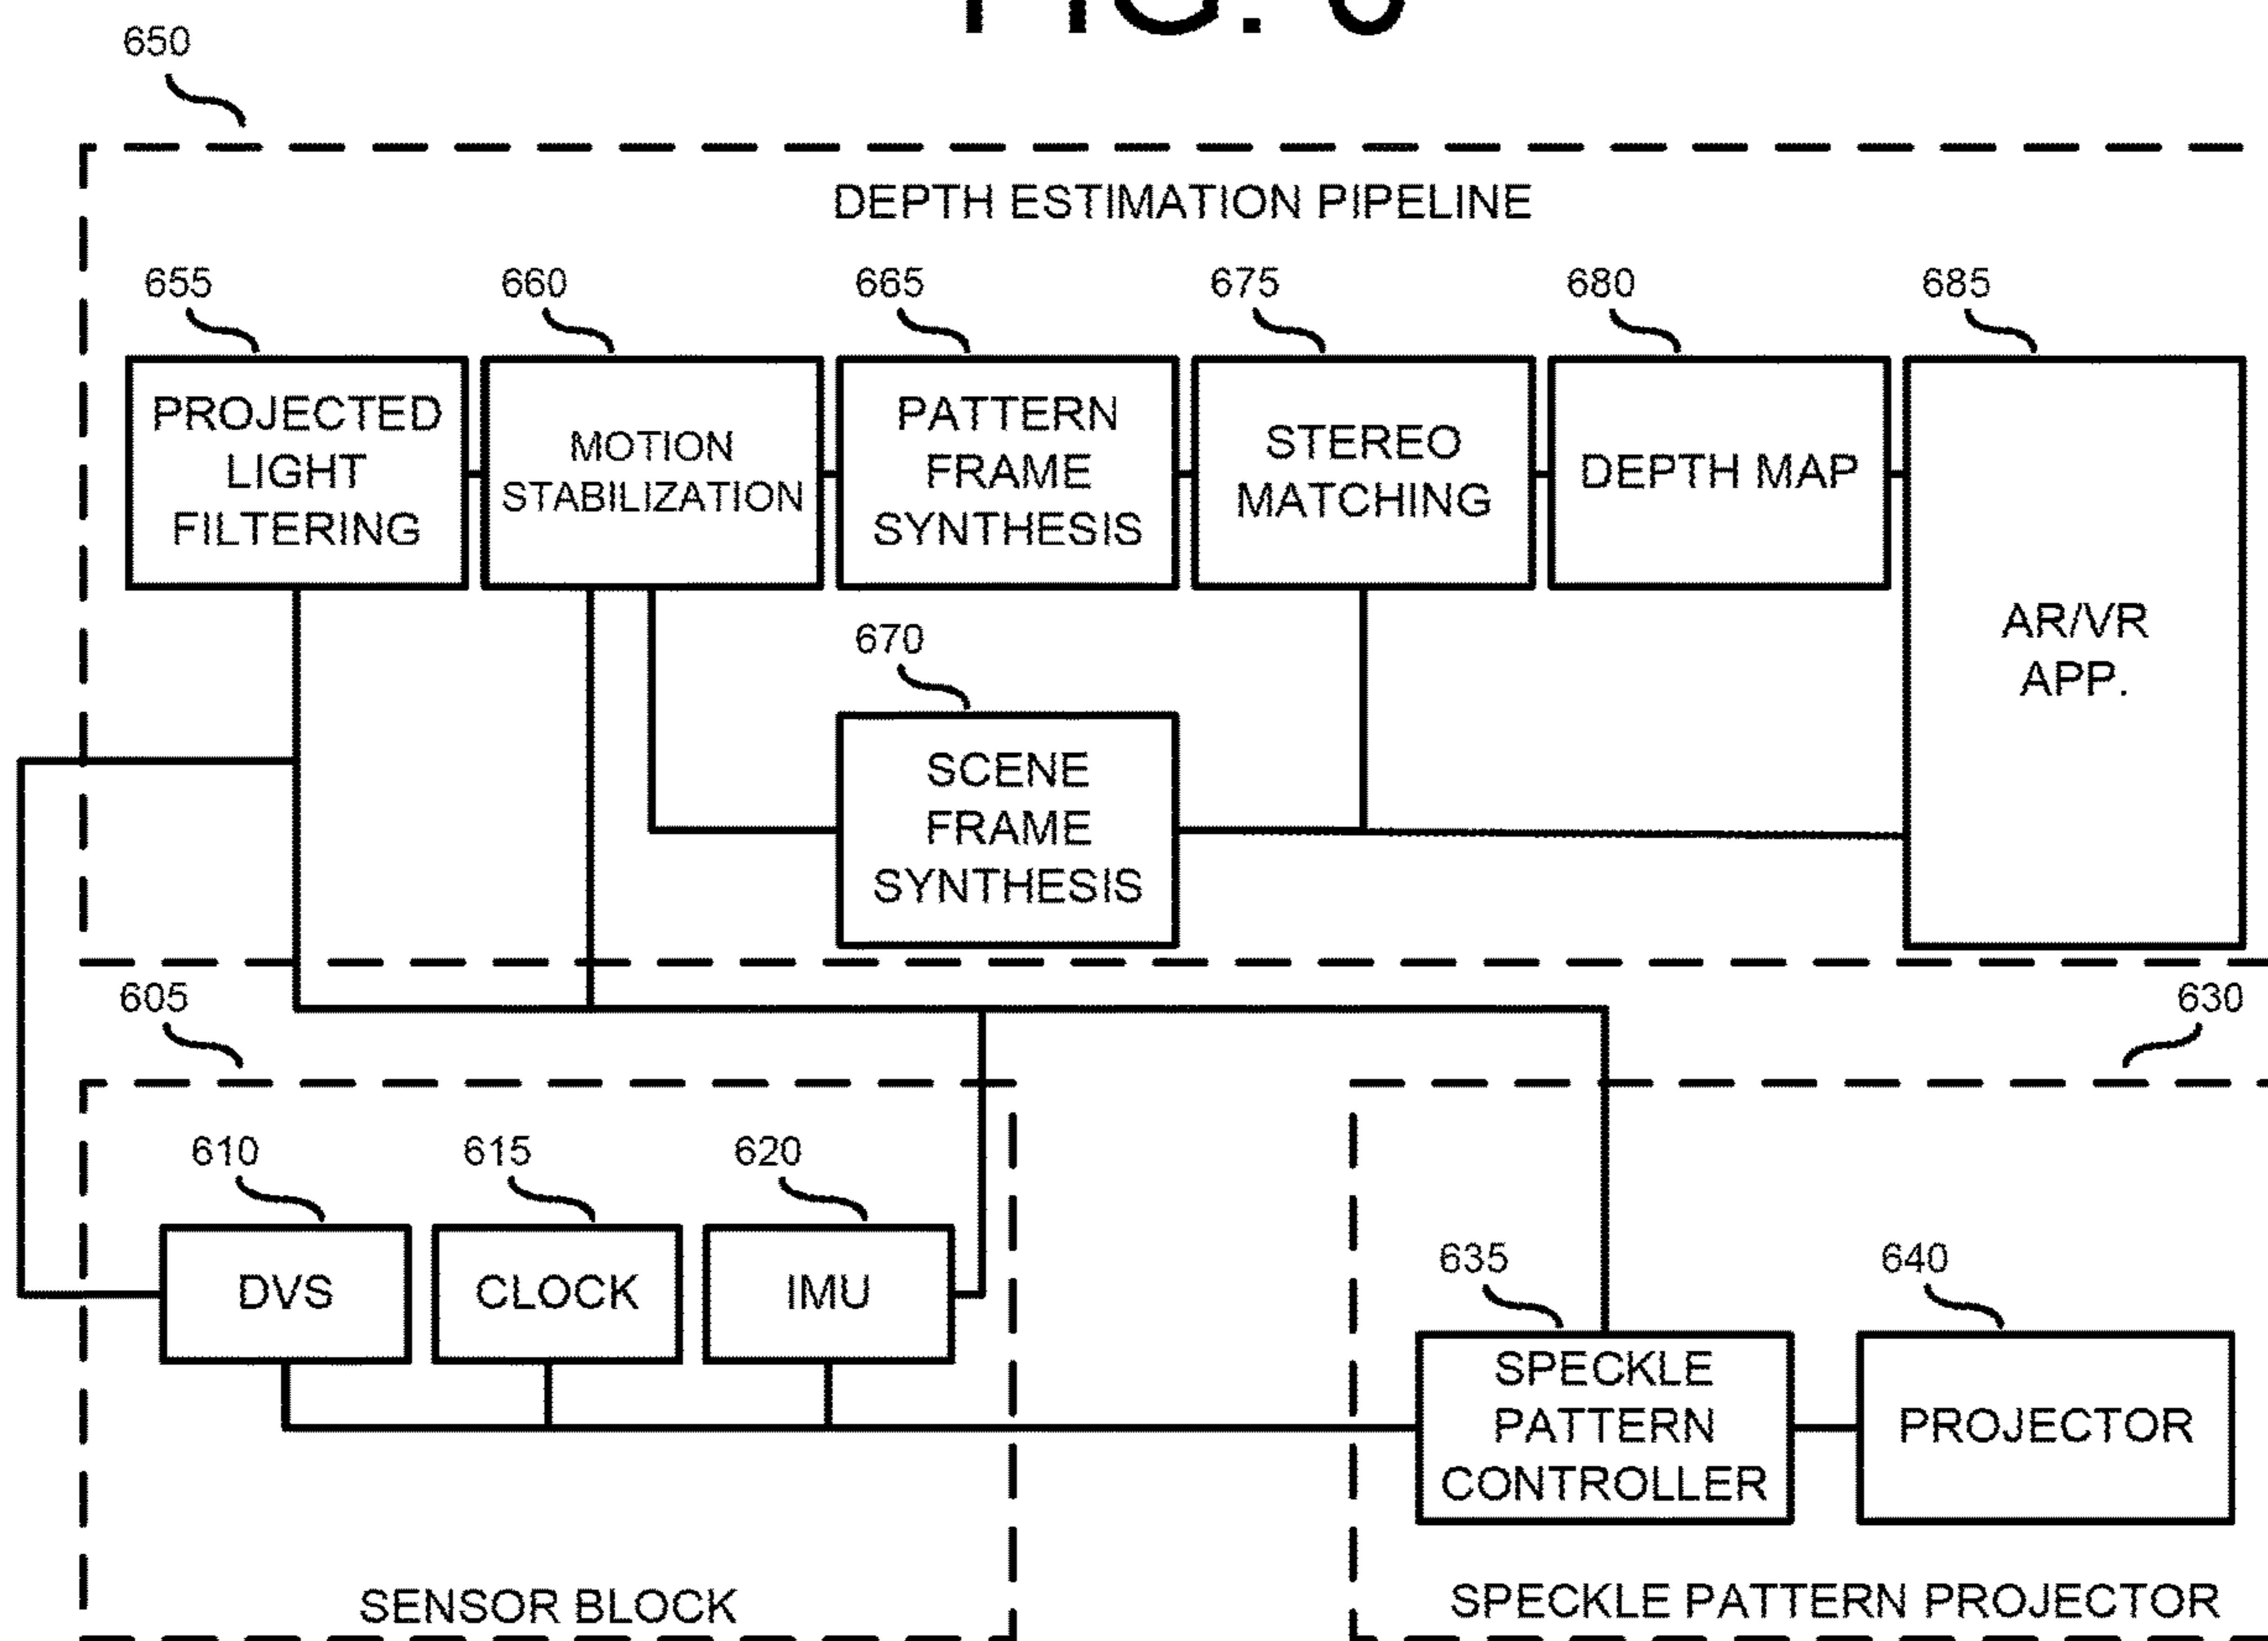 FIG. 6
650
DEPTH ESTIMATION PIPELINE
655
660
665
675
680
685
PROJECTED
LIGHT
FILTERING
MOTION
STABILIZATION
PATTERN
FRAME
SYNTHESIS
STEREO
MATCHING
DEPTH MAP
AR/VR
APP.
670
SCENE
FRAME
SYNTHESIS
605
630
610
615
620
DVS
CLOCK
IMU
635
640
SPECKLE
PATTERN
CONTROLLER
PROJECTOR
SENSOR BLOCK
SPECKLE PATTERN PROJECTOR